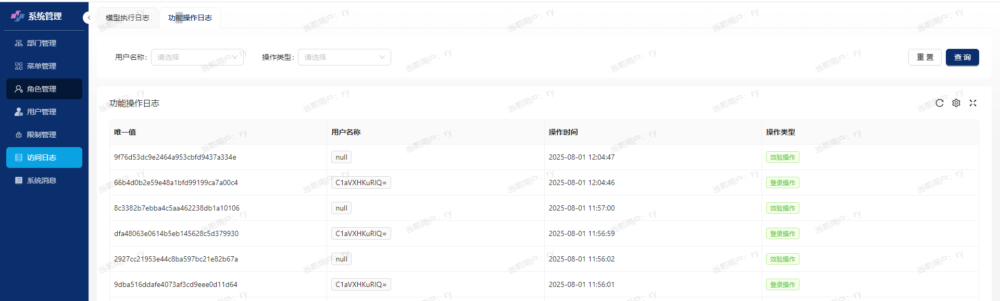 系统管理
部门管理
菜单管理
角色管理
用户管理
限制管理
访问日志
系统消息
模型执行日志 功能操作日志
用户名称: 请选择 操作类型: 请选择 重 置 查 询
功能操作日志
唯一值 用户名称 操作时间 操作类型
9f76d53dc9e2464a953cbfd9437a334e null 2025-08-01 12:04:47 效验操作
66b4d0b2e59e48a1bfd99199ca7a00c4 C1aVXHKuRIQ= 2025-08-01 12:04:46 登录操作
8c3382b7ebba4c5aa462238db1a10106 null 2025-08-01 11:57:00 效验操作
dfa48063e0614b5eb145628c5d379930 C1aVXHKuRIQ= 2025-08-01 11:56:59 登录操作
2927cc21953e44c8ba597bc21e82b67a null 2025-08-01 11:56:02 效验操作
9dba516ddafe4073af3cd9eee0d11d64 C1aVXHKuRIQ= 2025-08-01 11:56:01 登录操作
当前用户：ry